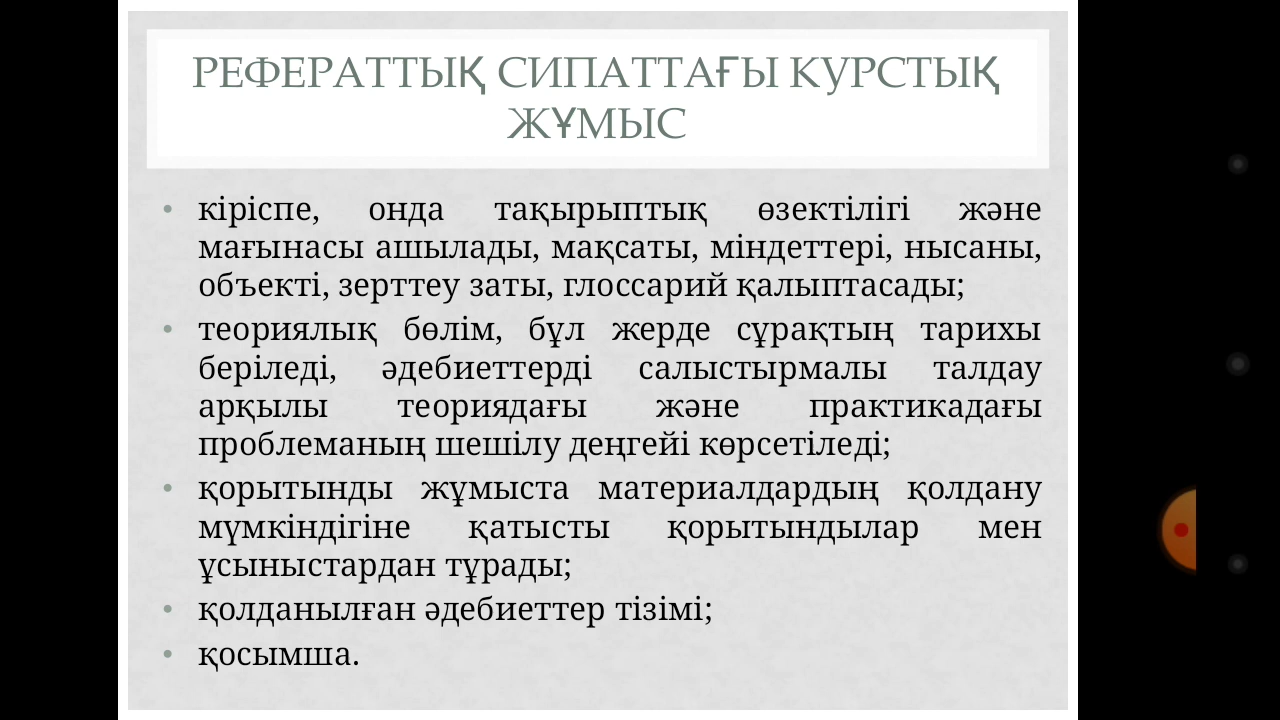 РЕФЕРАТТЫҚ СИПАТТАҒЫ КУРСТЫҚ
ЖҰМЫС
• кіріспе, онда тақырыптық өзектілігі және
мағынасы ашылады, мақсаты, міндеттері, нысаны,
объекті, зерттеу заты, глоссарий қалыптасады;
• теориялық бөлім, бұл жерде сұрақтың тарихы
беріледі, әдебиеттерді салыстырмалы талдау
арқылы теориядағы және практикадағы
проблеманың шешілу деңгейі көрсетіледі;
• қорытынды жұмыста материалдардың қолдану
мүмкіндігіне қатысты қорытындылар мен
ұсыныстардан тұрады;
• қолданылған әдебиеттер тізімі;
• қосымша.